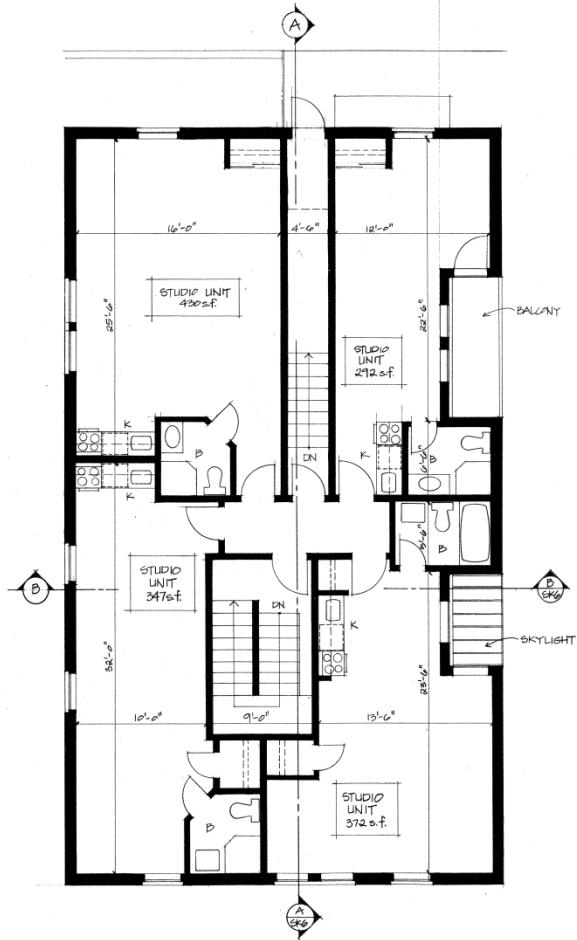 A
16'-0"
4'-6"
12'-0"
STUDIO UNIT
430 s.f.
25'-6"
22'-6"
BALCONY
STUDIO
UNIT
292 s.f.
K
B
DN
K
B
6'-6"
K
B
5'-6"
STUDIO
UNIT
347 s.f.
B
B
SK6
DN
K
SKYLIGHT
32'-0"
23'-6"
10'-0"
9'-0"
13'-6"
STUDIO
UNIT
372 s.f.
B
A
SK6